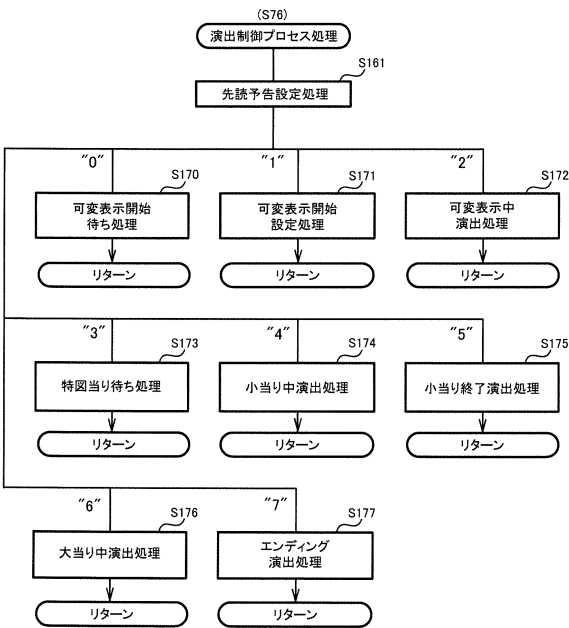 (S76)
演出制御プロセス処理
S161
先読予告設定処理
"0"
"1"
"2"
S170
S171
S172
可変表示開始
待ち処理
可変表示開始
設定処理
可変表示中
演出処理
リターン
リターン
リターン
"3"
"4"
"5"
S173
S174
S175
特図当り待ち処理
小当り中演出処理
小当り終了演出処理
リターン
リターン
リターン
"6"
"7"
S176
S177
大当り中演出処理
エンディング
演出処理
リターン
リターン